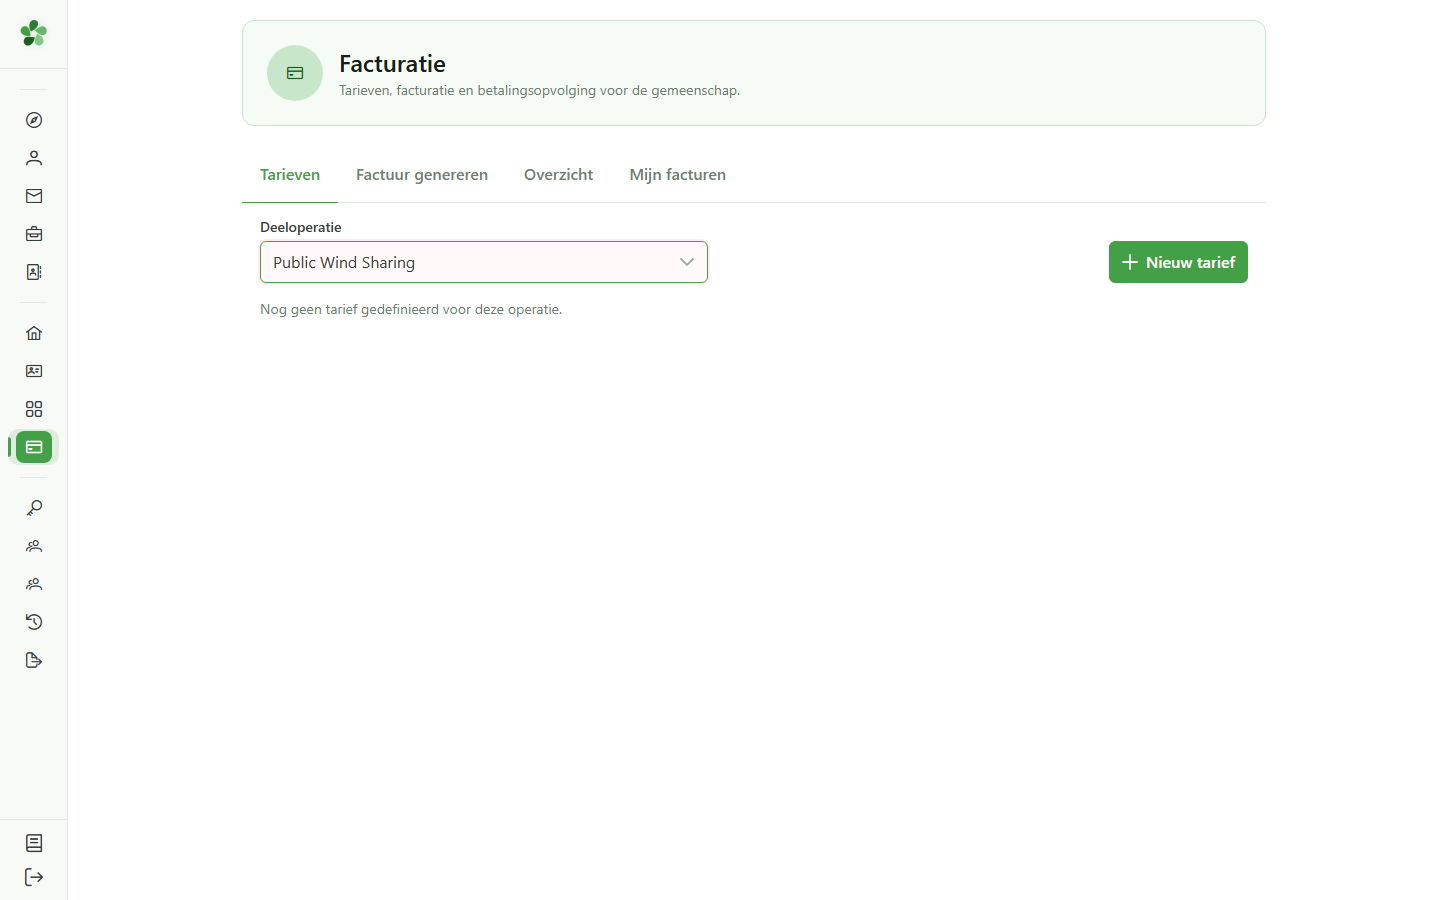 Facturatie
Tarieven, facturatie en betalingsopvolging voor de gemeenschap.
Tarieven
Factuur genereren
Overzicht
Mijn facturen
Deeloperatie
Public Wind Sharing
Nieuw tarief
Nog geen tarief gedefinieerd voor deze operatie.